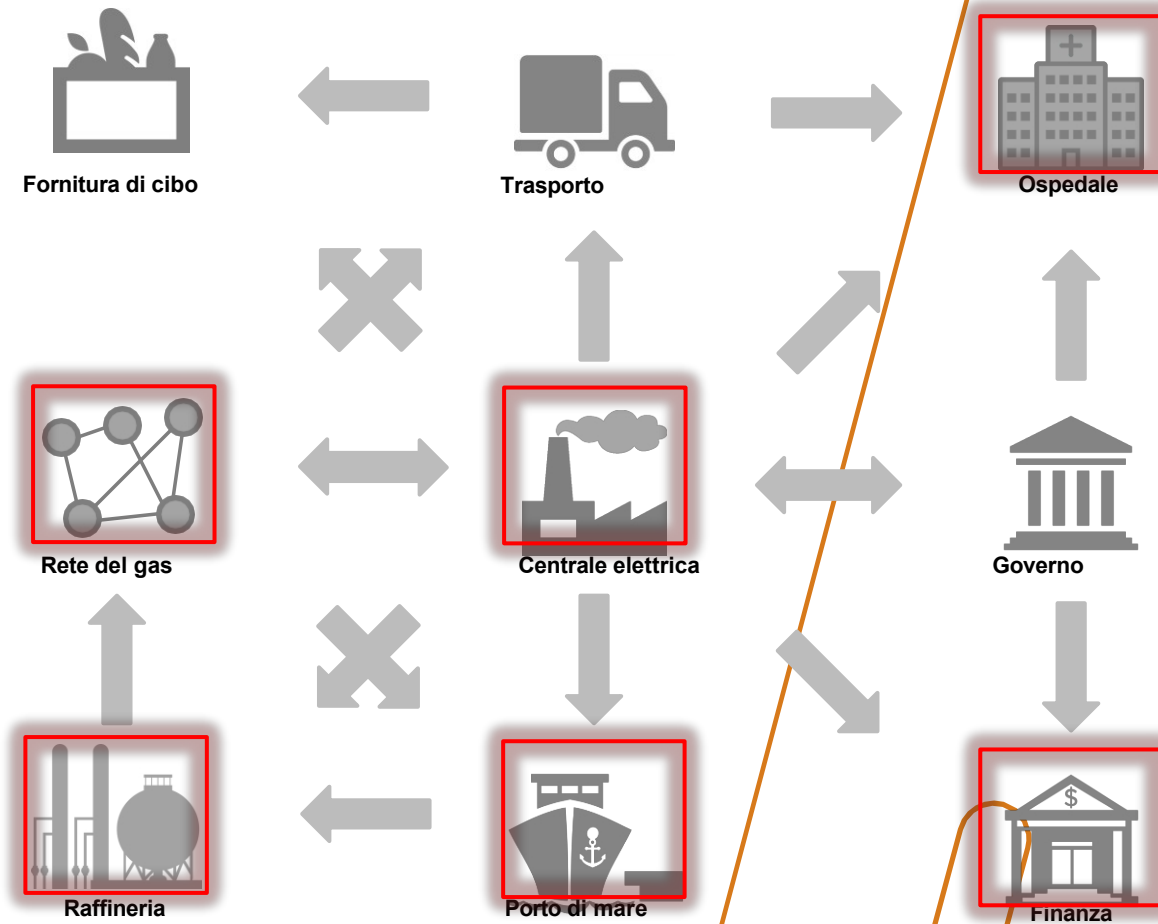 Fornitura di cibo
Trasporto
Ospedale
Rete del gas
Centrale elettrica
Governo
$
Raffineria
Porto di mare
Finanza